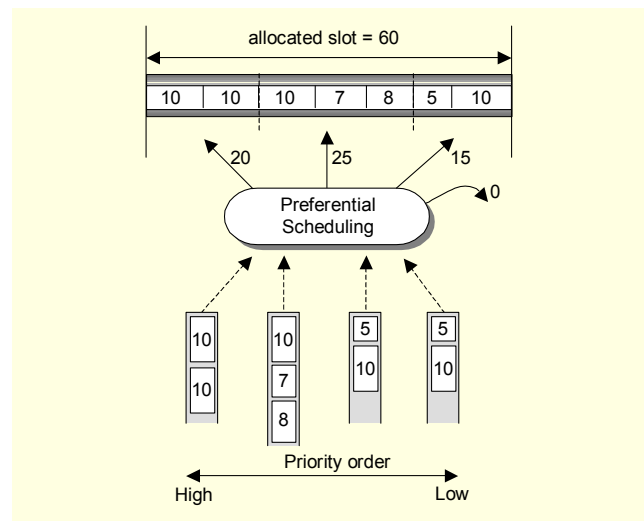 allocated slot = 60
10 10 10 7 8 5 10
20 25 15
0
Preferential
Scheduling
10 10 5 5
10 7 10 10
8
Priority order
High Low